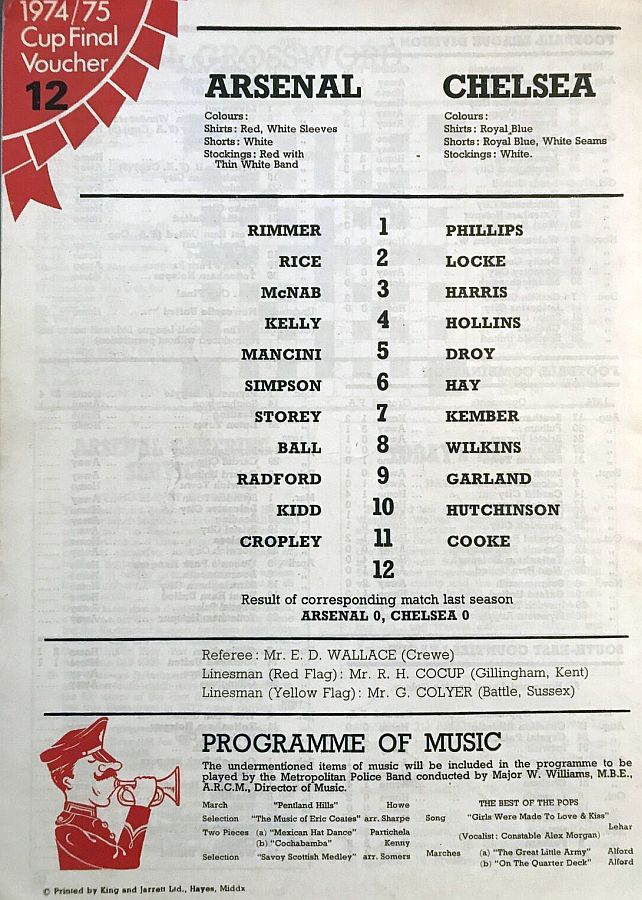 1974/75
Cup Final
Voucher
12
ARSENAL CHELSEA
Colours: Colours:
Shirts: Red, White Sleeves Shirts: Royal Blue
Shorts: White Shorts: Royal Blue, White Seams
Stockings: Red with Stockings: White.
Thin White Band
RIMMER 1 PHILLIPS
RICE 2 LOCKE
McNAB 3 HARRIS
KELLY 4 HOLLINS
MANCINI 5 DROY
SIMPSON 6 HAY
STOREY 7 KEMBER
BALL 8 WILKINS
RADFORD 9 GARLAND
KIDD 10 HUTCHINSON
CROPLEY 11 COOKE
12
Result of corresponding match last season
ARSENAL 0, CHELSEA 0
Referee: Mr. E. D. WALLACE (Crewe)
Linesman (Red Flag): Mr. R. H. COCUP (Gillingham, Kent)
Linesman (Yellow Flag): Mr. G. COLYER (Battle, Sussex)
PROGRAMME OF MUSIC
The undermentioned items of music will be included in the programme to be
played by the Metropolitan Police Band conducted by Major W. Williams, M.B.E.,
A.R.C.M., Director of Music.
March "Pentland Hills" Howe
Selection "The Music of Eric Coates" arr. Sharpe
Two Pieces (a) "Mexican Hat Dance" Partichela
(b) "Cochabamba" Kenny
Selection "Savoy Scottish Medley" arr. Somers
THE BEST OF THE POPS
Song "Girls Were Made To Love & Kiss"
Lehar
(Vocalist: Constable Alex Morgan)
Marches (a) "The Great Little Army" Alford
(b) "On The Quarter Deck" Alford
© Printed by King and Jarrett Ltd., Hayes, Middx